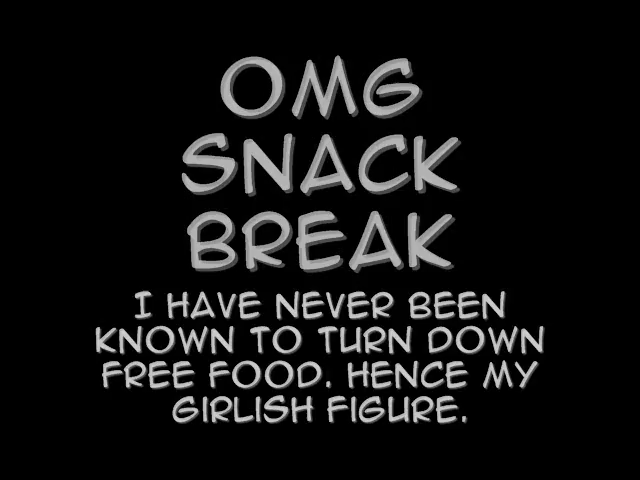 OMG
SNACK
BREAK
I HAVE NEVER BEEN
KNOWN TO TURN DOWN
FREE FOOD. HENCE MY
GIRLISH FIGURE.